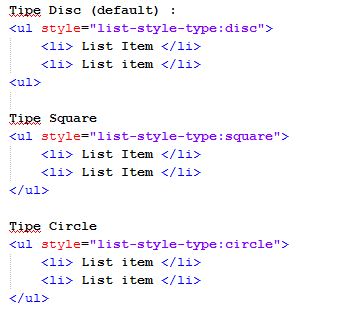 Tipe Disc (default) :
<ul style="list-style-type:disc">
<li> List Item </li>
<li> List item </li>
<ul>
Tipe Square
<ul style="list-style-type:square">
<li> List Item </li>
<li> List Item </li>
</ul>
Tipe Circle
<ul style="list-style-type:circle">
<li> List item </li>
<li> List item </li>
</ul>